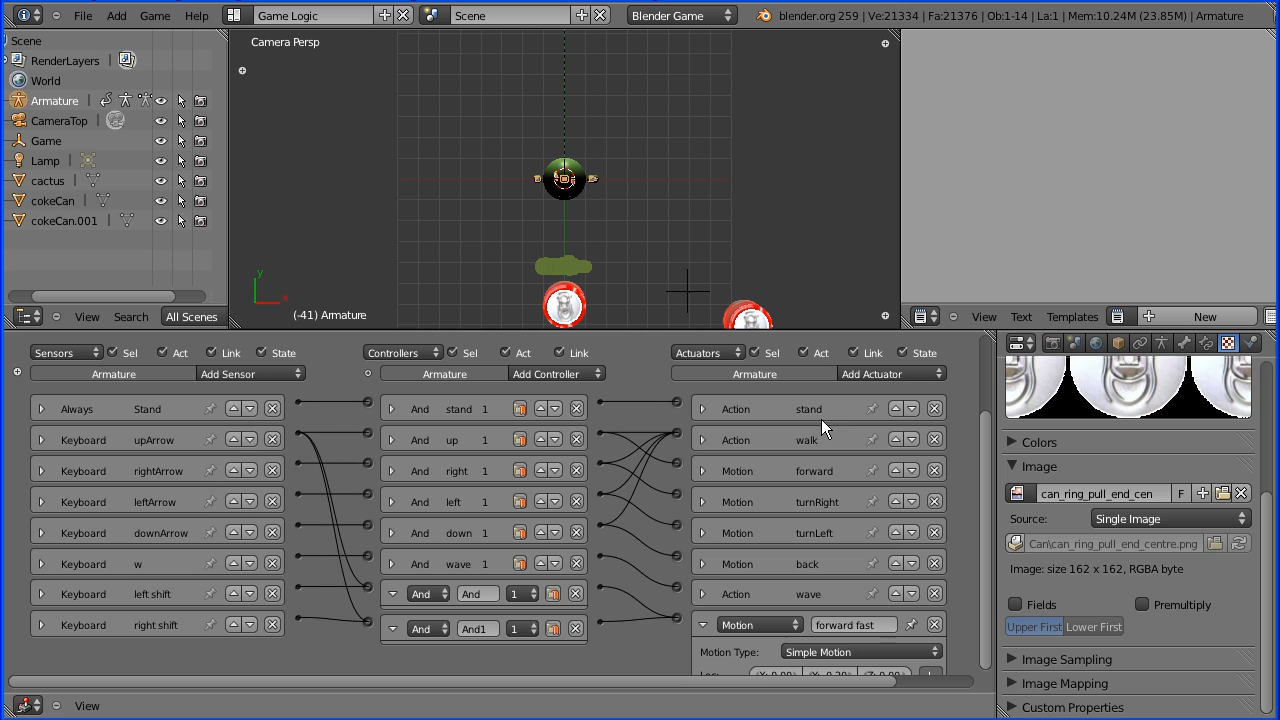 File Add Game Help Game Logic Scene Blender Game blender.org 259 | Ve:21334 | Fa:21376 | Ob:1-14 | La:1 | Mem:10.24M (23.85M) | Armature
Scene
RenderLayers
World
Armature
CameraTop
Game
Lamp
cactus
cokeCan
cokeCan.001
View Search All Scenes
Camera Persp
y
x
(-41) Armature
View Text Templates New
Sensors Sel Act Link State Controllers Sel Act Link Actuators Sel Act Link State
Armature Add Sensor Armature Add Controller Armature Add Actuator
Always Stand And stand 1 Action stand
Keyboard upArrow And up 1 Action walk
Keyboard rightArrow And right 1 Motion forward
Keyboard leftArrow And left 1 Motion turnRight
Keyboard downArrow And down 1 Motion turnLeft
Keyboard w And wave 1 Motion back
Keyboard left shift And And 1 Action wave
Keyboard right shift And And1 1 Motion forward fast
Motion Type: Simple Motion
View
Colors
Image
can_ring_pull_end_cen F
Source: Single Image
Can\can_ring_pull_end_centre.png
Image: size 162 x 162, RGBA byte
Fields Premultiply
Upper First Lower First
Image Sampling
Image Mapping
Custom Properties